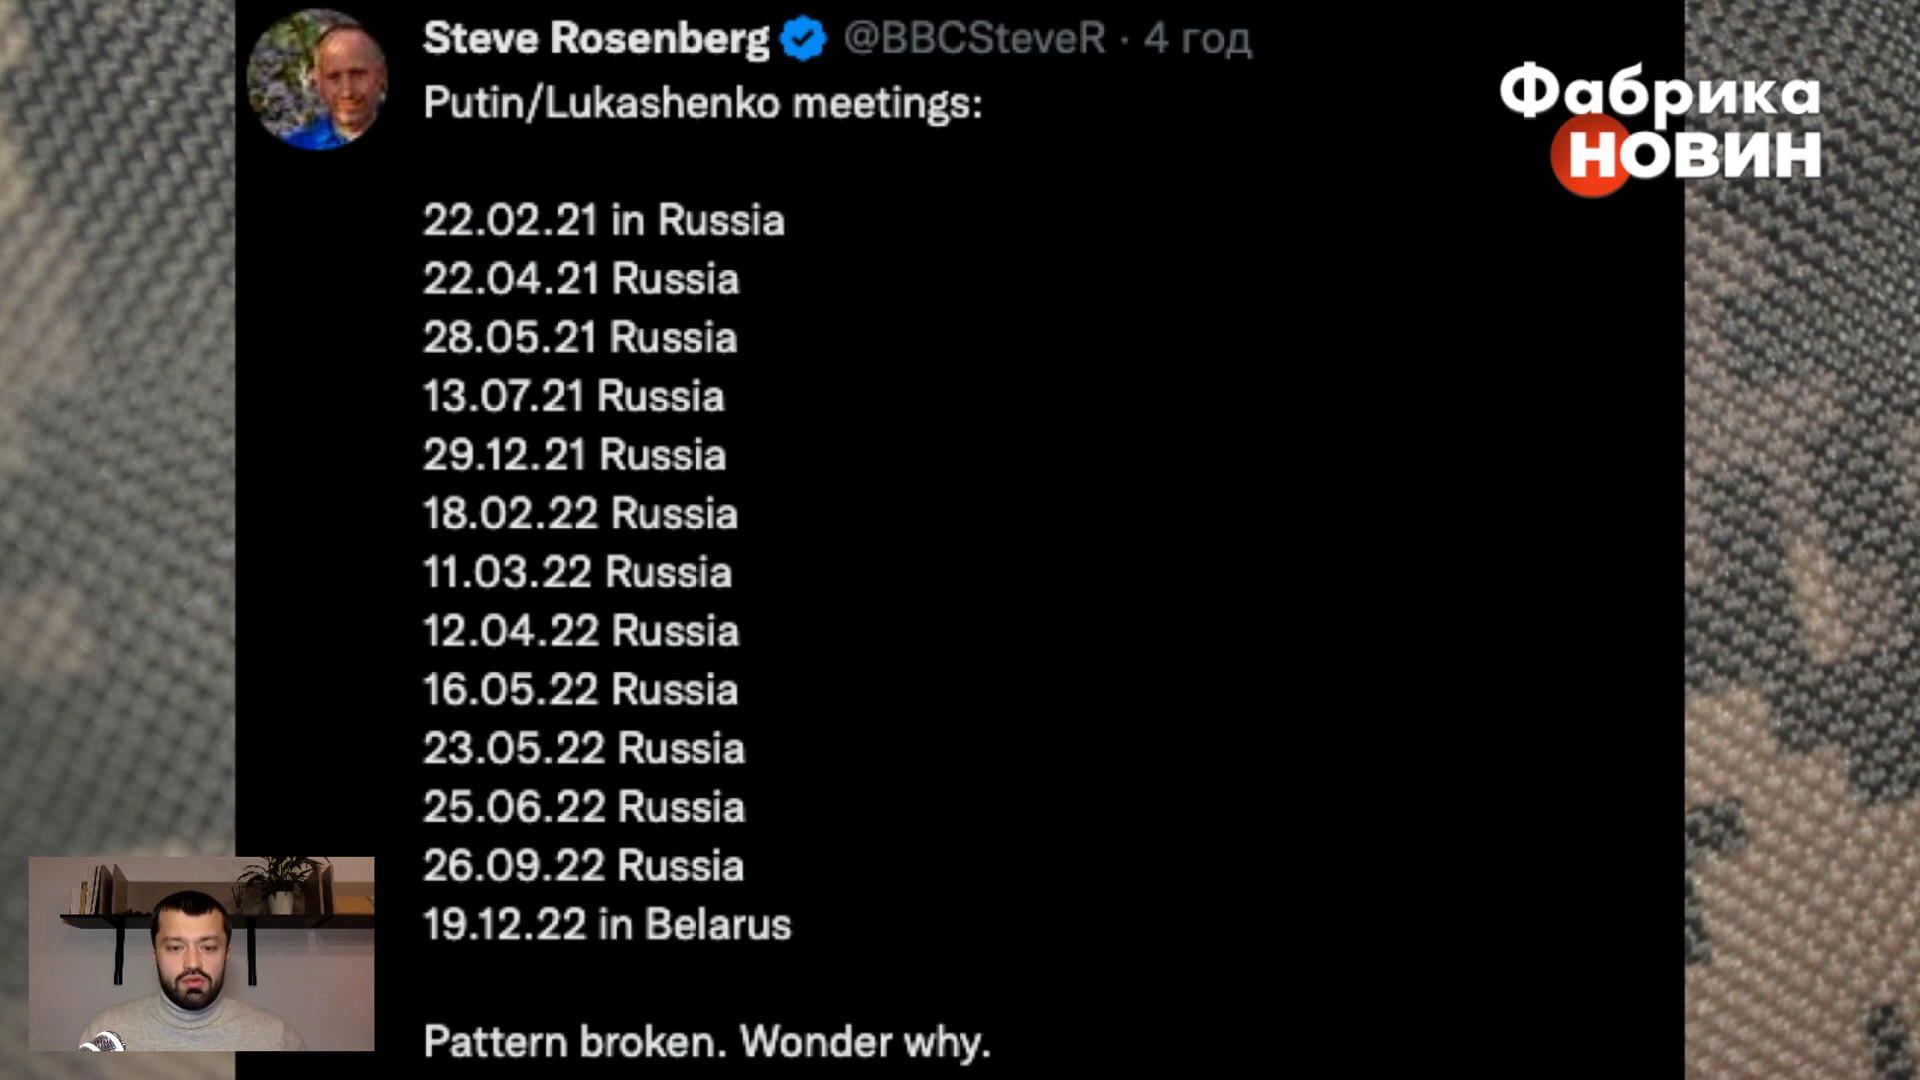 Steve Rosenberg @BBCSteveR · 4 год
Putin/Lukashenko meetings:
22.02.21 in Russia
22.04.21 Russia
28.05.21 Russia
13.07.21 Russia
29.12.21 Russia
18.02.22 Russia
11.03.22 Russia
12.04.22 Russia
16.05.22 Russia
23.05.22 Russia
25.06.22 Russia
26.09.22 Russia
19.12.22 in Belarus
Pattern broken. Wonder why.
Фабрика
новин